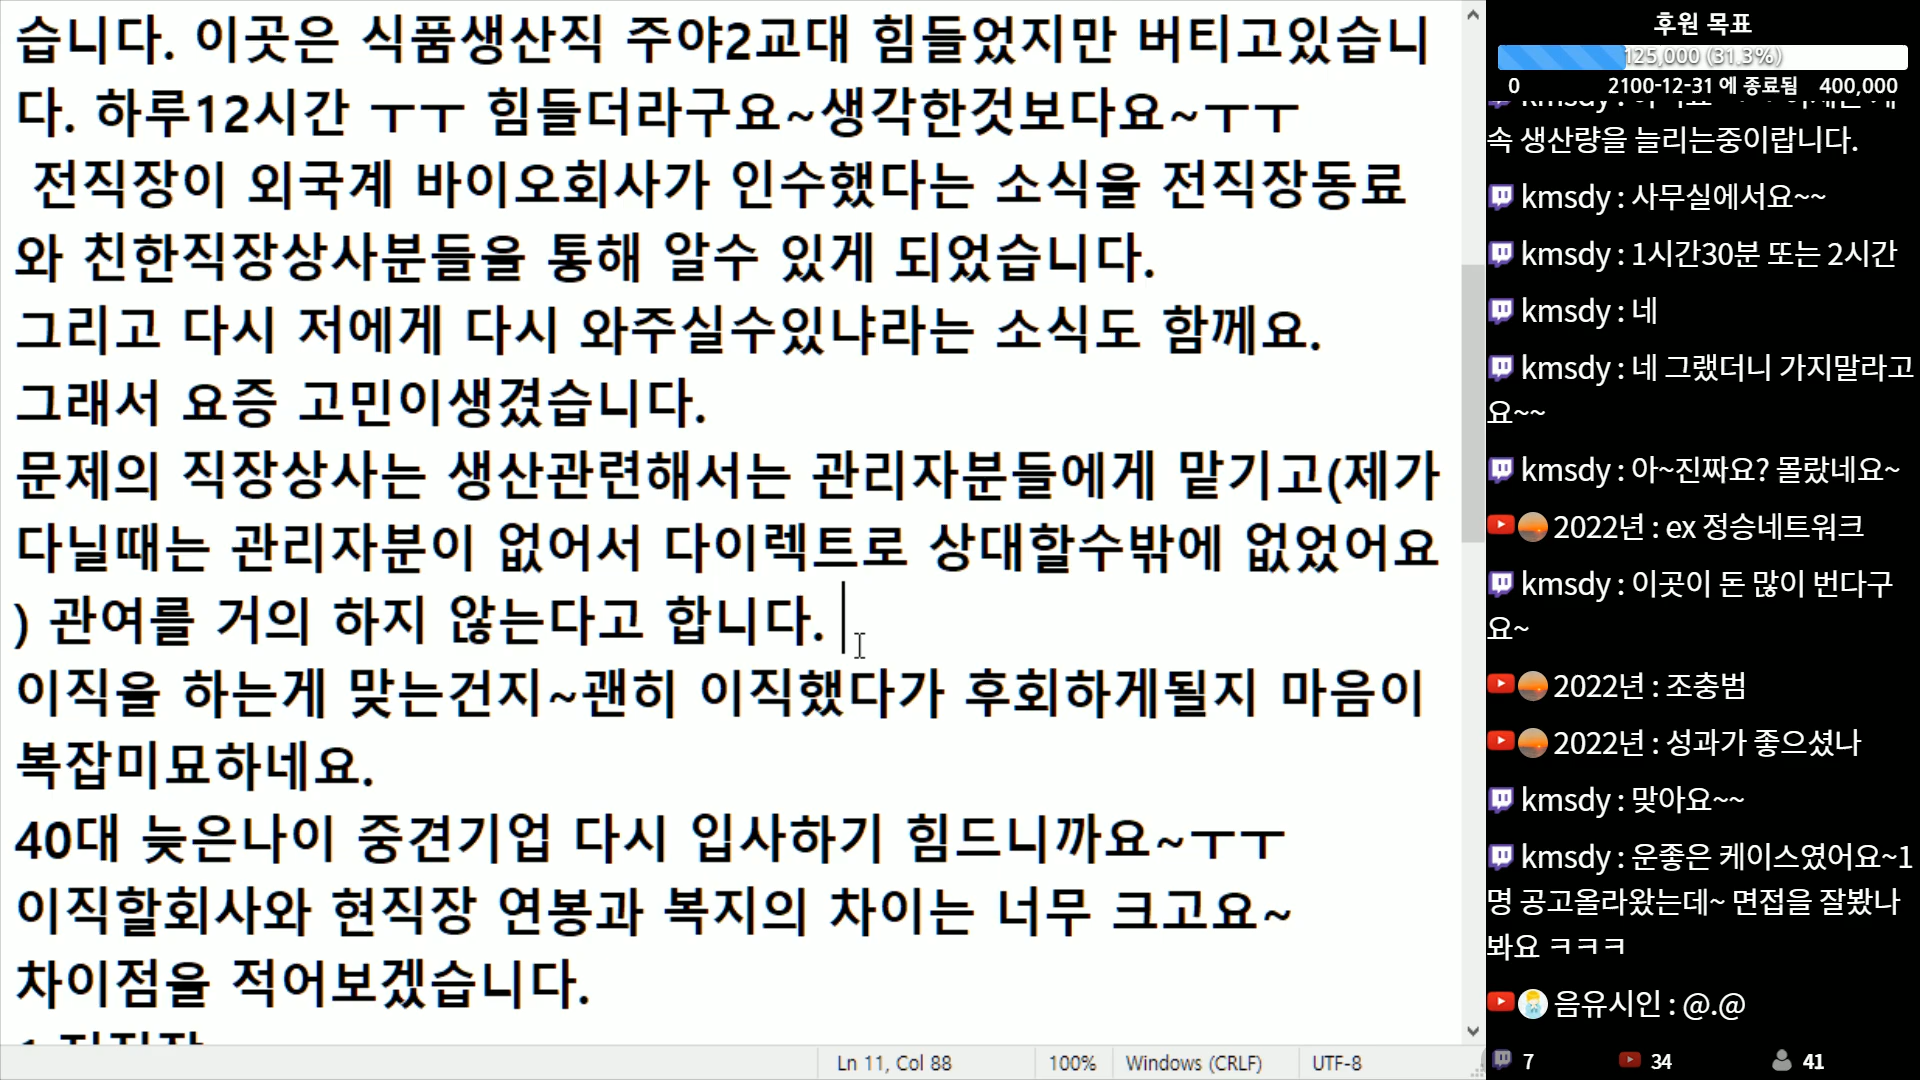 습니다. 이곳은 식품생산직 주야2교대 힘들었지만 버티고있습니
다. 하루12시간 ㅜㅜ 힘들더라구요~생각한것보다요~ㅜㅜ
전직장이 외국계 바이오회사가 인수했다는 소식을 전직장동료
와 친한직장상사분들을 통해 알수 있게 되었습니다.
그리고 다시 저에게 다시 와주실수있냐라는 소식도 함께요.
그래서 요증 고민이생겼습니다.
문제의 직장상사는 생산관련해서는 관리자분들에게 맡기고(제가
다닐때는 관리자분이 없어서 다이렉트로 상대할수밖에 없었어요
) 관여를 거의 하지 않는다고 합니다.
이직을 하는게 맞는건지~괜히 이직했다가 후회하게될지 마음이
복잡미묘하네요.
40대 늦은나이 중견기업 다시 입사하기 힘드니까요~ㅜㅜ
이직할회사와 현직장 연봉과 복지의 차이는 너무 크고요~
차이점을 적어보겠습니다.
Ln 11, Col 88
100%
Windows (CRLF)
UTF-8
후원 목표
125,000 (31.3%)
0 2100-12-31 에 종료됨 400,000
속 생산량을 늘리는중이랍니다.
kmsdy : 사무실에서요~~
kmsdy : 1시간30분 또는 2시간
kmsdy : 네
kmsdy : 네 그랬더니 가지말라고
요~~
kmsdy : 아~진짜요? 몰랐네요~
2022년 : ex 정승네트워크
kmsdy : 이곳이 돈 많이 번다구
요~
2022년 : 조충범
2022년 : 성과가 좋으셨나
kmsdy : 맞아요~~
kmsdy : 운좋은 케이스였어요~1
명 공고올라왔는데~ 면접을 잘봤나
봐요 ㅋㅋㅋ
음유시인 : @.@
7 34 41